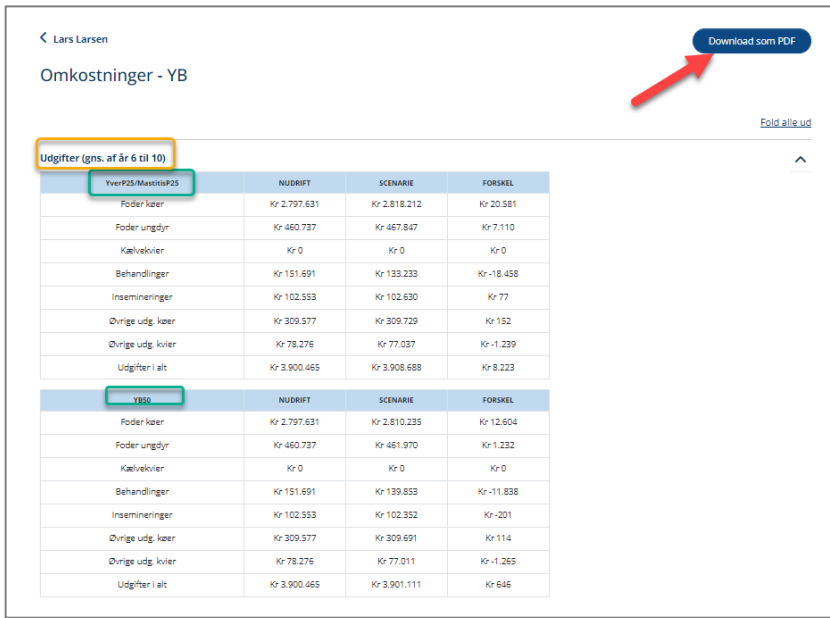 Lars Larsen
Download som PDF
Omkostninger - YB
Fold alle ud
Udgifter (gns. af år 6 til 10)
YverP25/MastitisP25 NUDRIFT SCENARIE FORSKEL
Foder køer Kr 2.797.631 Kr 2.818.212 Kr 20.581
Foder ungdyr Kr 460.737 Kr 467.847 Kr 7.110
Kælvekvier Kr 0 Kr 0 Kr 0
Behandlinger Kr 151.691 Kr 133.233 Kr -18.458
Insemineringer Kr 102.553 Kr 102.630 Kr 77
Øvrige udg. køer Kr 309.577 Kr 309.729 Kr 152
Øvrige udg. kvier Kr 78.276 Kr 77.037 Kr -1.239
Udgifter i alt Kr 3.900.465 Kr 3.908.688 Kr 8.223
YB50 NUDRIFT SCENARIE FORSKEL
Foder køer Kr 2.797.631 Kr 2.810.235 Kr 12.604
Foder ungdyr Kr 460.737 Kr 461.970 Kr 1.232
Kælvekvier Kr 0 Kr 0 Kr 0
Behandlinger Kr 151.691 Kr 139.853 Kr -11.838
Insemineringer Kr 102.553 Kr 102.352 Kr -201
Øvrige udg. køer Kr 309.577 Kr 309.691 Kr 114
Øvrige udg. kvier Kr 78.276 Kr 77.011 Kr -1.265
Udgifter i alt Kr 3.900.465 Kr 3.901.111 Kr 646